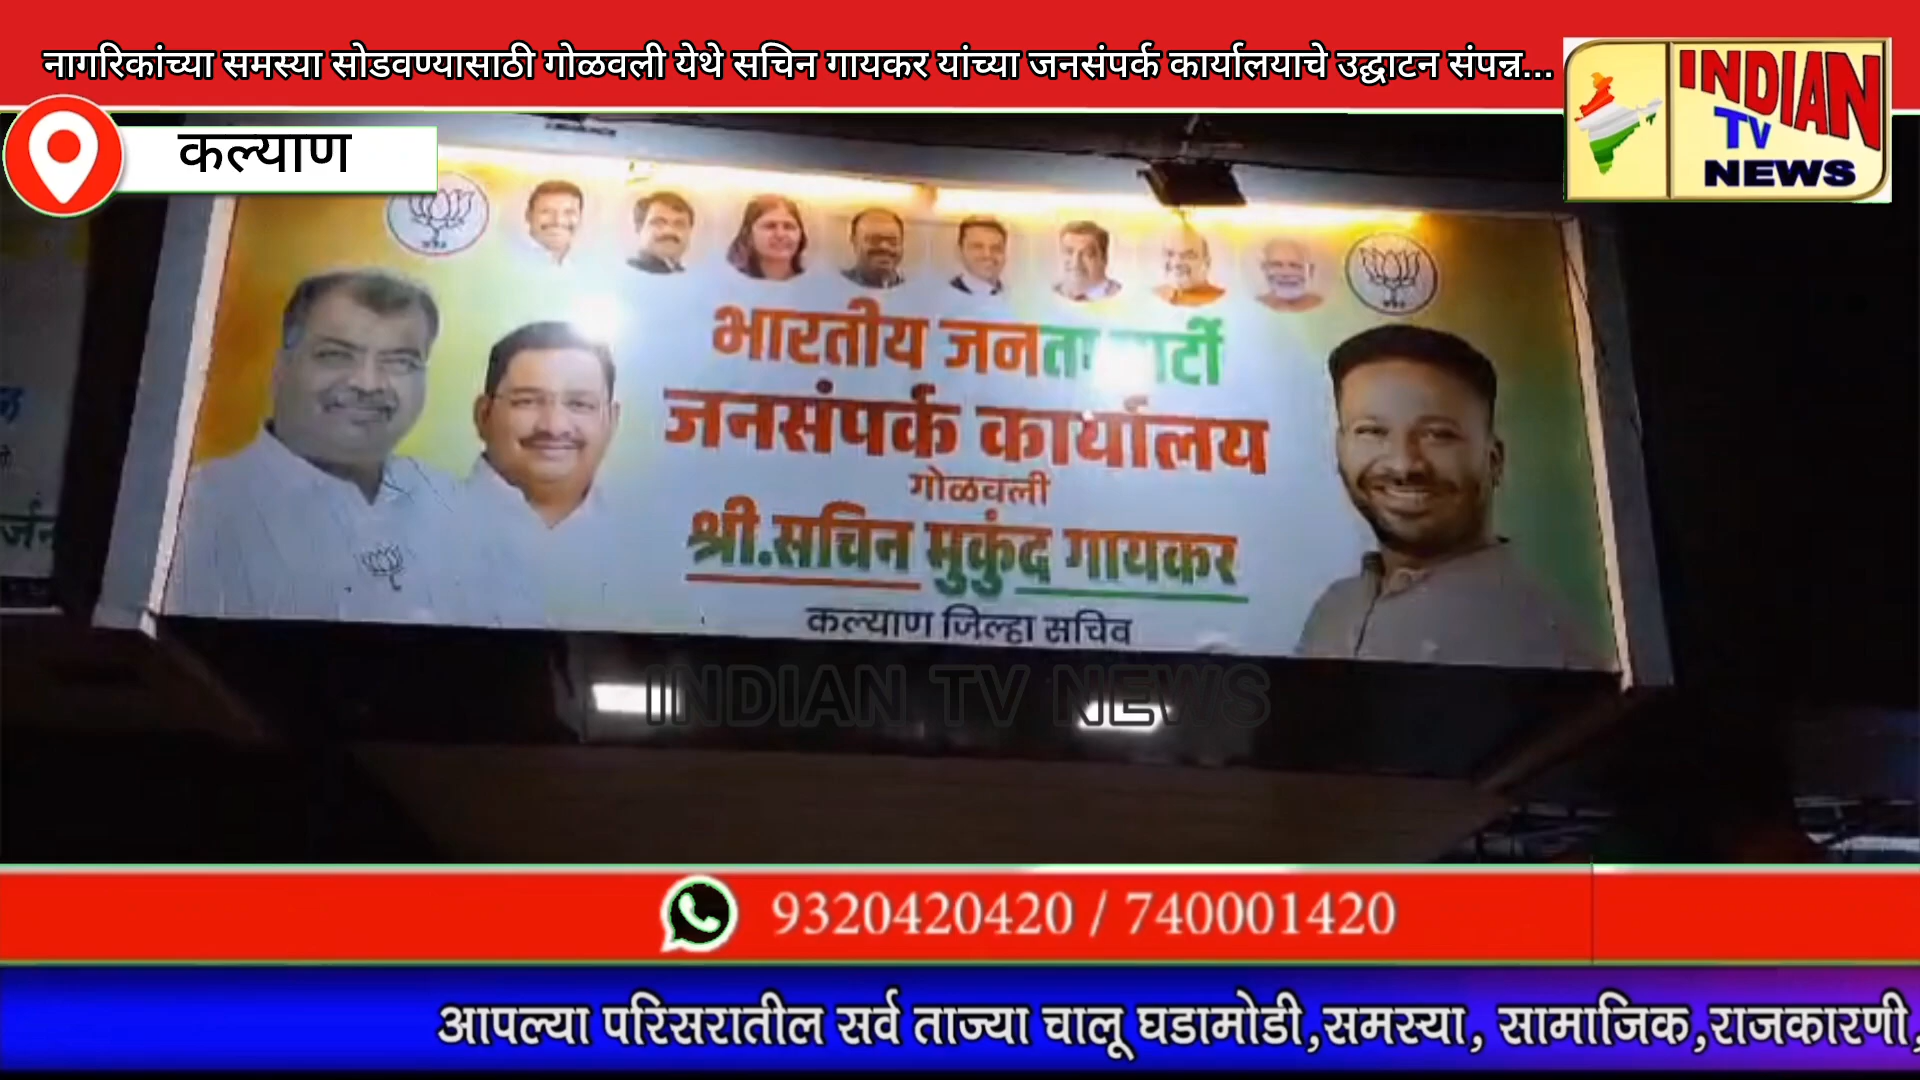 नागरिकांच्या समस्या सोडवण्यासाठी गोळवली येथे सचिन गायकर यांच्या जनसंपर्क कार्यालयाचे उद्घाटन संपन्न...
INDIAN
TV
NEWS
कल्याण
भारतीय जनता पार्टी
जनसंपर्क कार्यालय
गोळवली
श्री.सचिन मुकुंद गायकर
कल्याण जिल्हा सचिव
INDIAN TV NEWS
9320420420 / 740001420
आपल्या परिसरातील सर्व ताज्या चालू घडामोडी,समस्या, सामाजिक,राजकारणी,